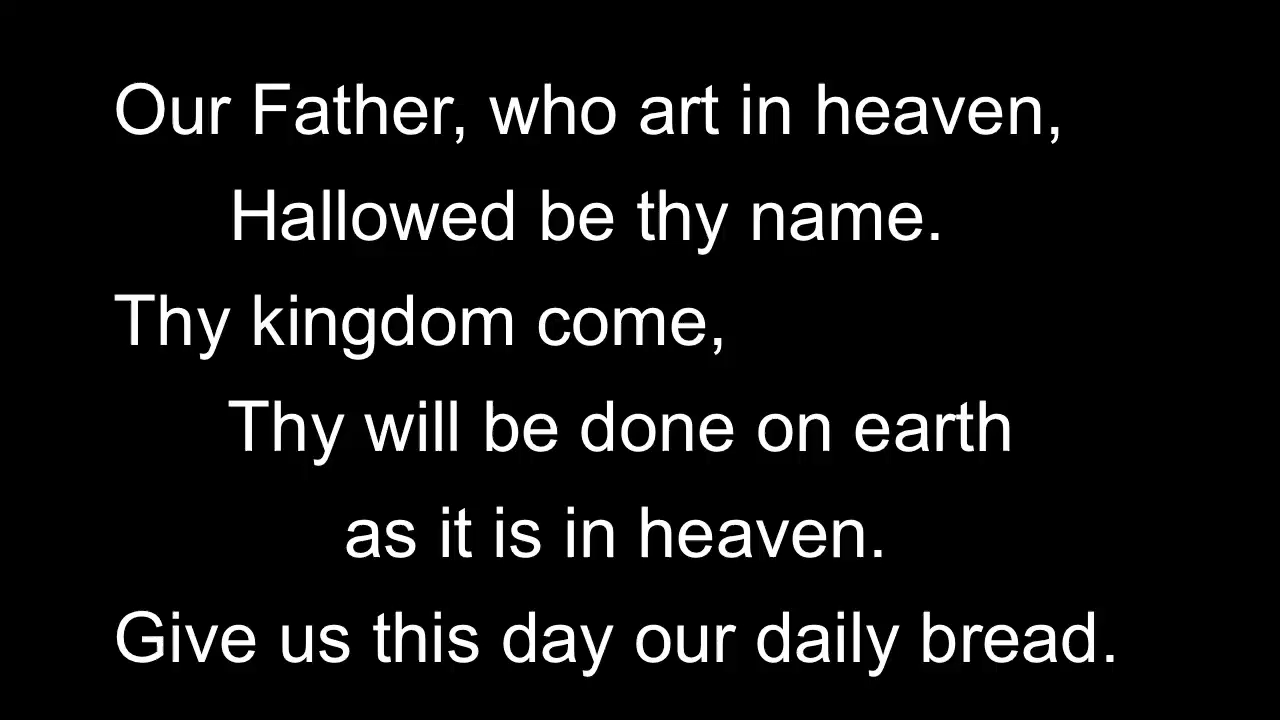 Our Father, who art in heaven,
Hallowed be thy name.
Thy kingdom come,
Thy will be done on earth
as it is in heaven.
Give us this day our daily bread.